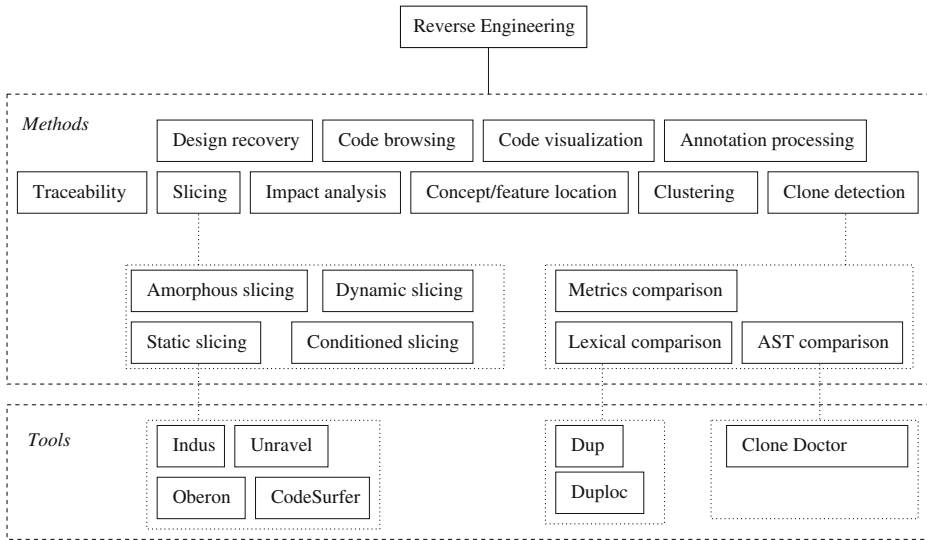 Reverse Engineering
Methods
Design recovery
Code browsing
Code visualization
Annotation processing
Traceability
Slicing
Impact analysis
Concept/feature location
Clustering
Clone detection
Amorphous slicing
Dynamic slicing
Static slicing
Conditioned slicing
Metrics comparison
Lexical comparison
AST comparison
Tools
Indus
Unravel
Oberon
CodeSurfer
Dup
Duploc
Clone Doctor